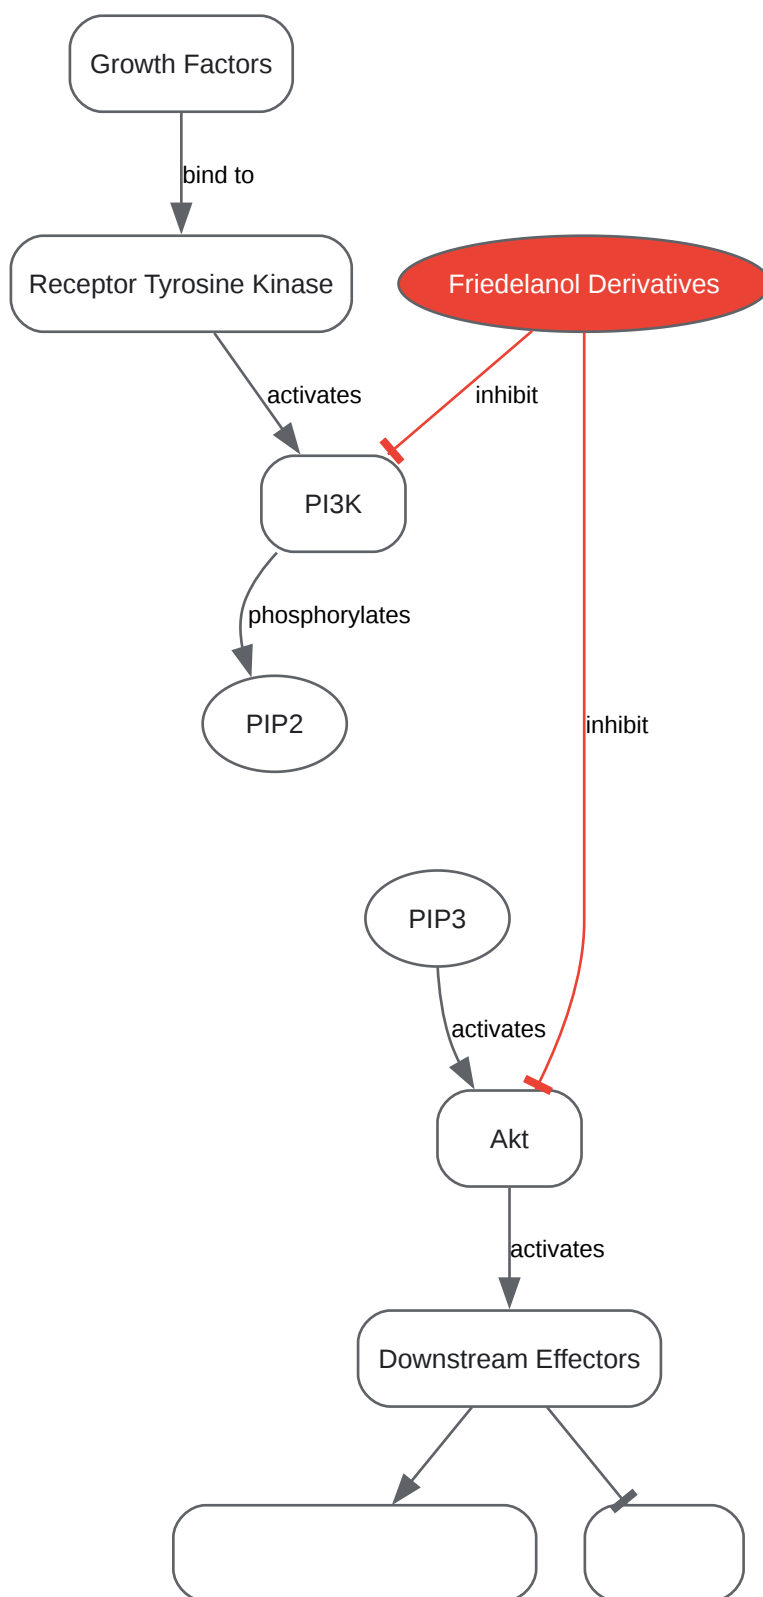 Growth Factors
bind to
Receptor Tyrosine Kinase
Friedelanol Derivatives
activates
inhibit
PI3K
phosphorylates
PIP2
inhibit
PIP3
activates
Akt
activates
Downstream Effectors